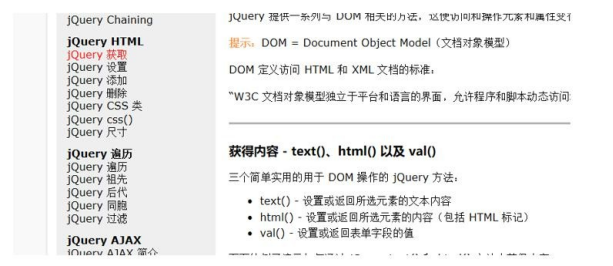 jQuery Chaining
jQuery HTML
jQuery 获取
jQuery 设置
jQuery 添加
jQuery 删除
jQuery CSS 类
jQuery css()
jQuery 尺寸
jQuery 遍历
jQuery 遍历
jQuery 祖先
jQuery 后代
jQuery 同胞
jQuery 过滤
jQuery AJAX
jQuery AJAX 简介
jQuery 提供一系列与 DOM 相关的方法，这使访问和操作元素和属性变
提示：DOM = Document Object Model（文档对象模型）
DOM 定义访问 HTML 和 XML 文档的标准：
“W3C 文档对象模型独立于平台和语言的界面，允许程序和脚本动态访问
获得内容 - text()、html() 以及 val()
三个简单实用的用于 DOM 操作的 jQuery 方法：
• text() - 设置或返回所选元素的文本内容
• html() - 设置或返回所选元素的内容（包括 HTML 标记）
• val() - 设置或返回表单字段的值